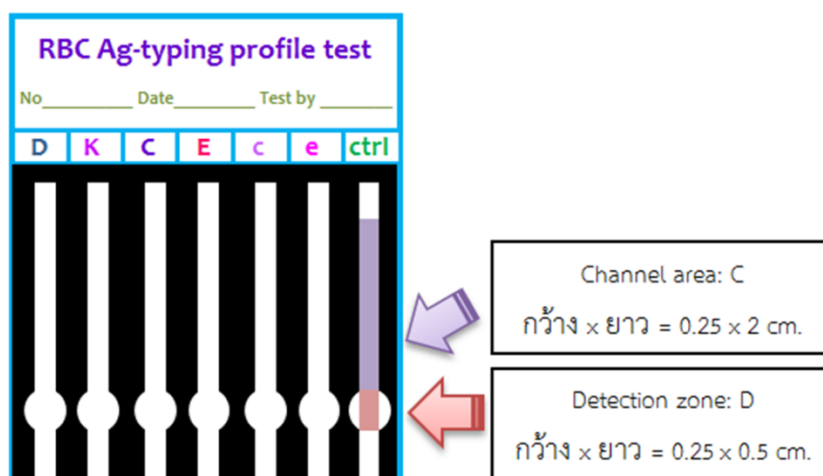 RBC Ag-typing profile test
No__________ Date_________ Test by ________
D K C E c e ctrl
Channel area: C
กว้าง x ยาว = 0.25 x 2 cm.
Detection zone: D
กว้าง x ยาว = 0.25 x 0.5 cm.